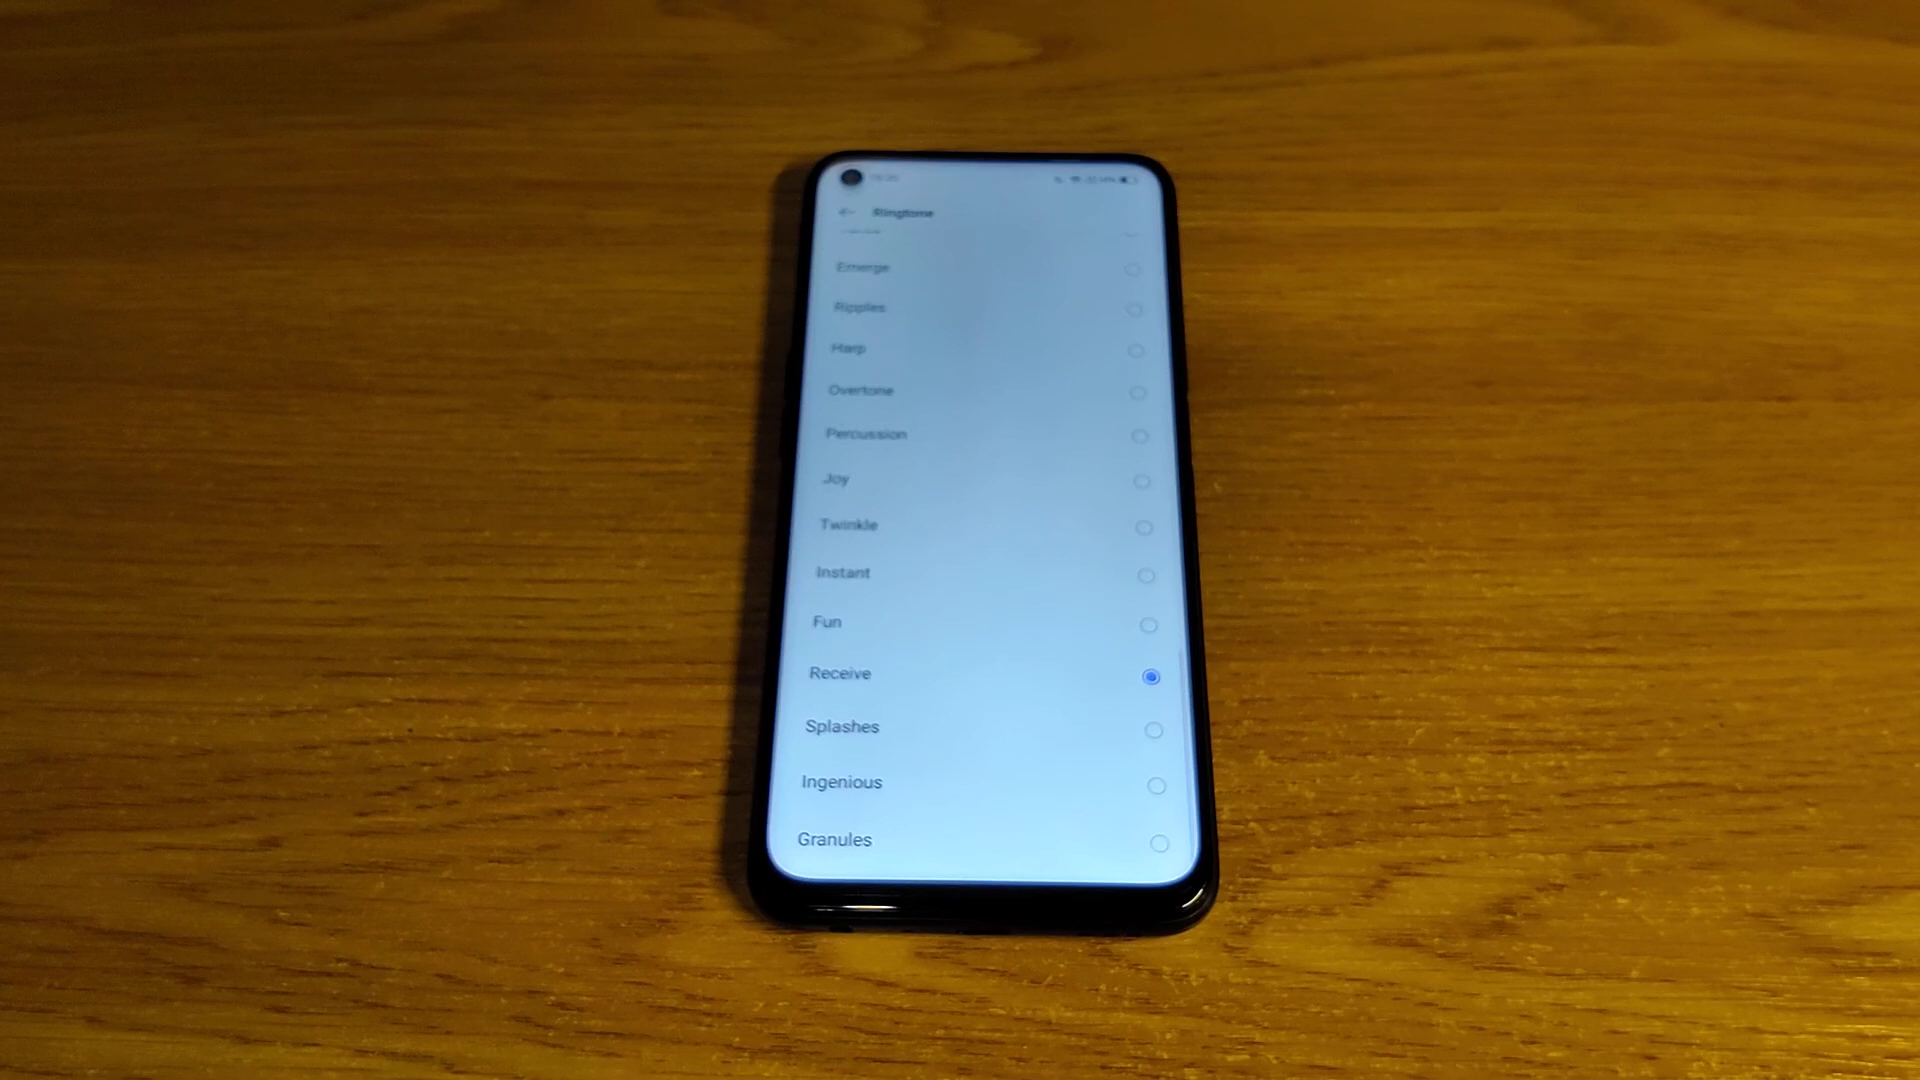 Ringtone
Emerge
Ripples
Harp
Overtone
Percussion
Joy
Twinkle
Instant
Fun
Receive
Splashes
Ingenious
Granules